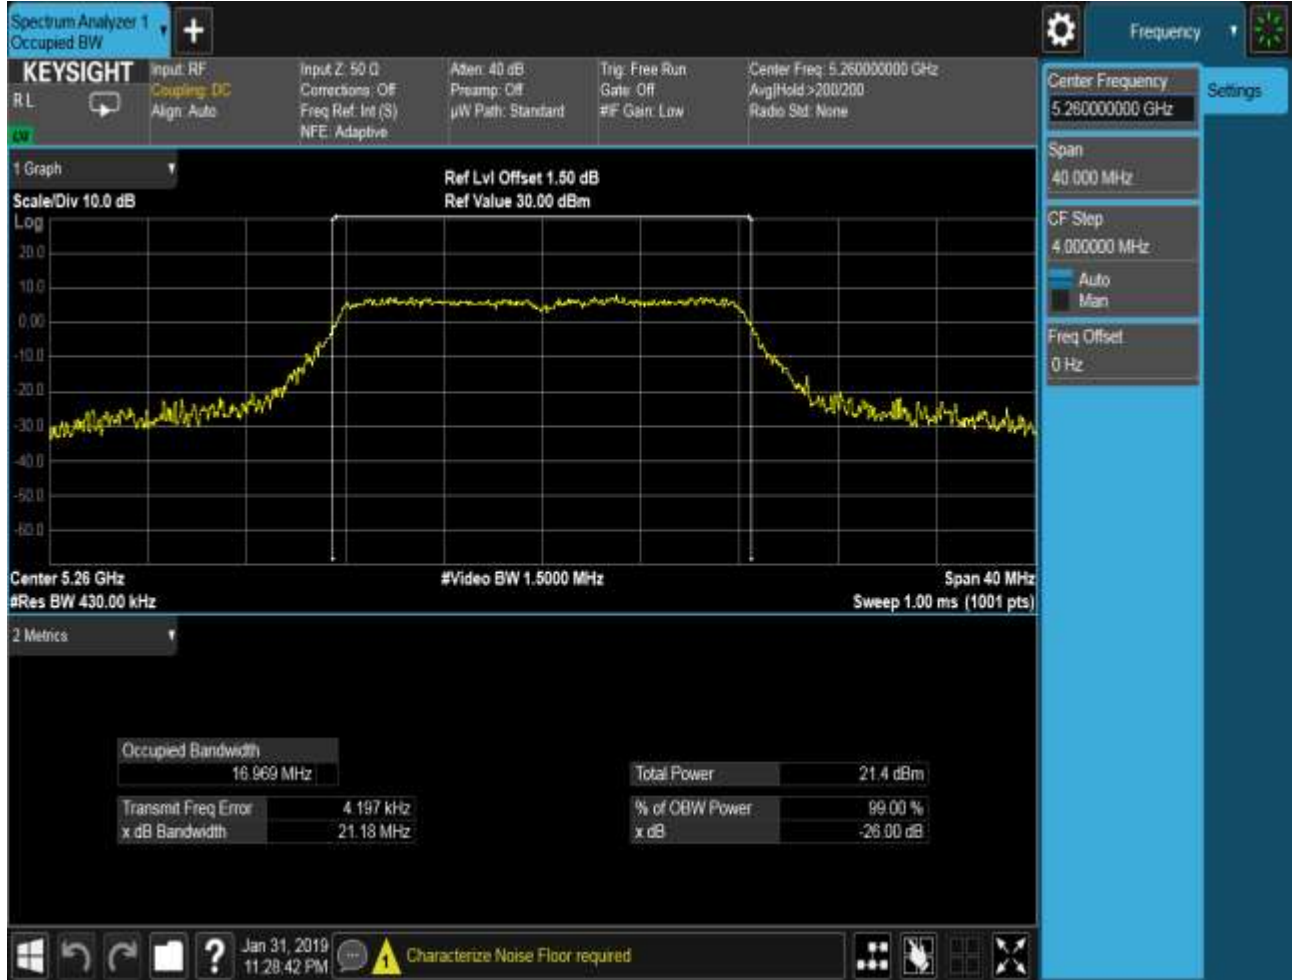 Spectrum Analyzer 1
Occupied BW
+
Frequency
KEYSIGHT
R L
Input: RF
Coupling: DC
Align: Auto
Input Z: 50 Ω
Corrections: Off
Freq Ref: Int (S)
NFE: Adaptive
Atten: 40 dB
Preamp: Off
µW Path: Standard
Trig: Free Run
Gate: Off
#IF Gain: Low
Center Freq: 5.260000000 GHz
Avg|Hold:>200/200
Radio Std: None
Center Frequency
5.260000000 GHz
Settings
Span
40.000 MHz
CF Step
4.000000 MHz
Auto
Man
Freq Offset
0 Hz
1 Graph
Scale/Div 10.0 dB
Ref Lvl Offset 1.50 dB
Ref Value 30.00 dBm
Log
20.0
10.0
0.00
-10.0
-20.0
-30.0
-40.0
-50.0
-60.0
Center 5.26 GHz
#Video BW 1.5000 MHz
Span 40 MHz
#Res BW 430.00 kHz
Sweep 1.00 ms (1001 pts)
2 Metrics
Occupied Bandwidth
16.969 MHz
Total Power 21.4 dBm
Transmit Freq Error 4.197 kHz
% of OBW Power 99.00 %
x dB Bandwidth 21.18 MHz
x dB -26.00 dB
?
Jan 31, 2019
11:28:42 PM
1
Characterize Noise Floor required